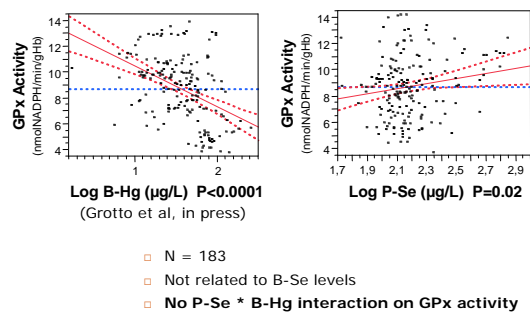 GPx Activity
(nmolNADPH/min/gHb)
14
12
10
8
6
4
1
2
Log B-Hg (µg/L) P<0.0001
(Grotto et al, in press)
GPx Activity
(nmolNADPH/min/gHb)
14
12
10
8
6
4
1,7 1,9 2,1 2,3 2,5 2,7 2,9
Log P-Se (µg/L) P=0.02
N = 183
Not related to B-Se levels
No P-Se * B-Hg interaction on GPx activity